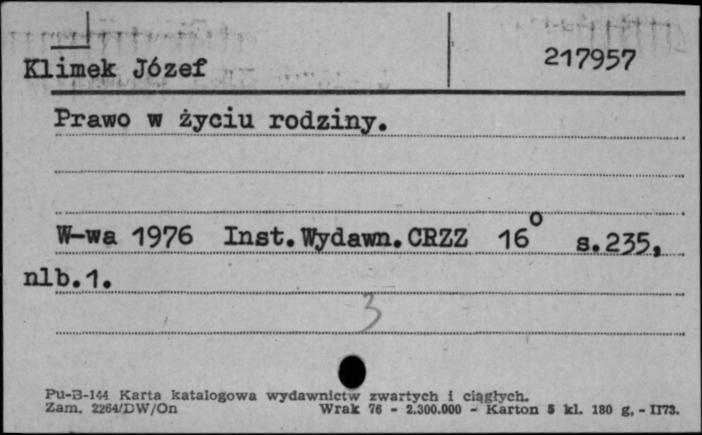 Klimek Józef 217957
Prawo w życiu rodziny.
W-wa 1976 Inst.Wydawn.CRZZ 16° s.235,
nlb.1.
3
Pu-B-144 Karta katalogowa wydawnictw zwartych i ciągłych.
Zam. 2264/DW/On Wrak 76 - 2.300.000 - Karton 5 kl. 180 g, - II73.